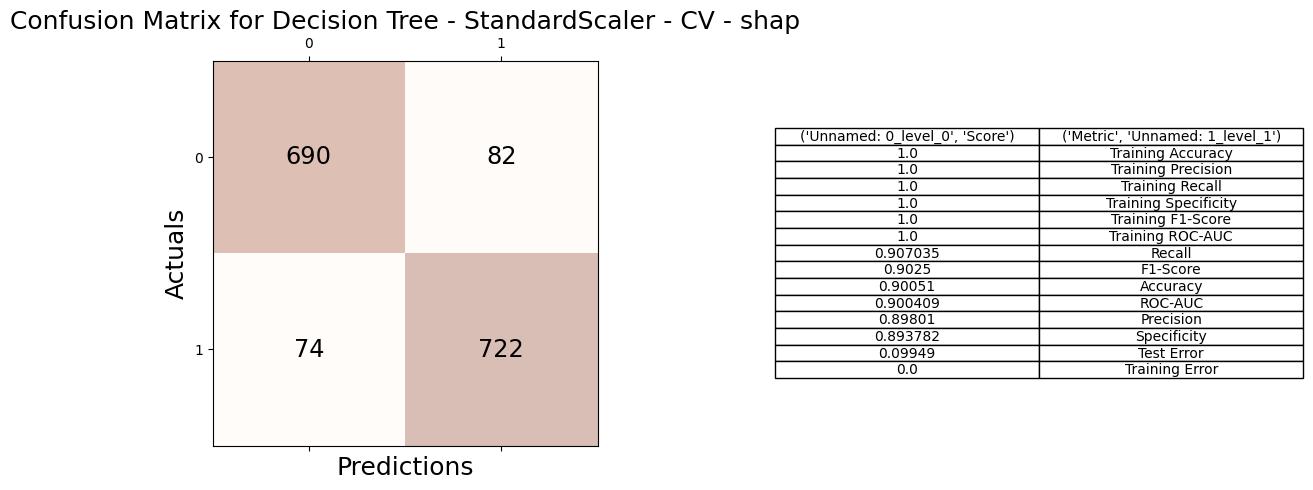 Confusion Matrix for Decision Tree - StandardScaler - CV - shap
0 1
0 690 82
1 74 722
Actuals
Predictions
('Unnamed: 0_level_0', 'Score') ('Metric', 'Unnamed: 1_level_1')
1.0 Training Accuracy
1.0 Training Precision
1.0 Training Recall
1.0 Training Specificity
1.0 Training F1-Score
1.0 Training ROC-AUC
0.907035 Recall
0.9025 F1-Score
0.90051 Accuracy
0.900409 ROC-AUC
0.89801 Precision
0.893782 Specificity
0.09949 Test Error
0.0 Training Error